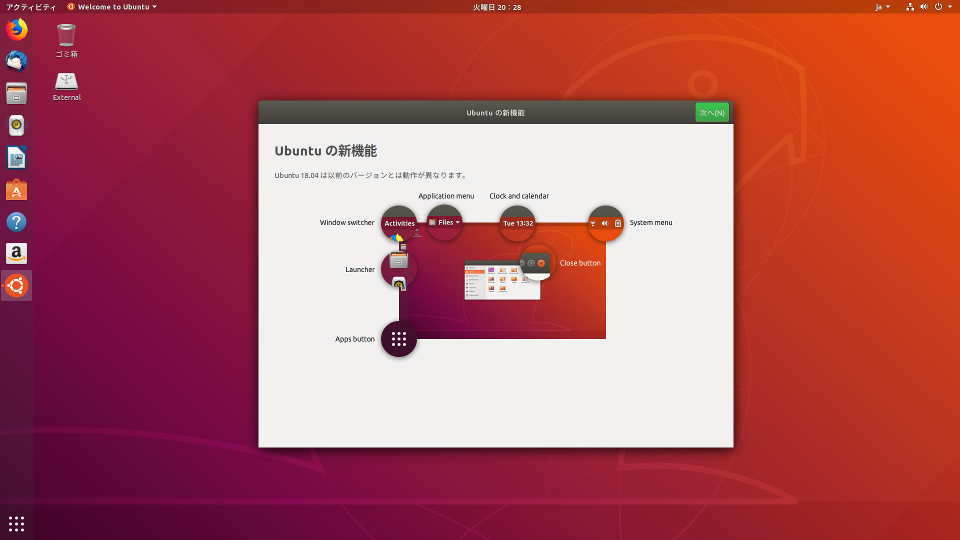 アクティビティ
Welcome to Ubuntu
火曜日 20：28
ja
ゴミ箱
External
Ubuntu の新機能
次へ(N)
Ubuntu の新機能
Ubuntu 18.04 は以前のバージョンとは動作が異なります。
Application menu
Clock and calendar
Window switcher
Activities
Files
Tue 13:32
System menu
Close button
Launcher
Apps button